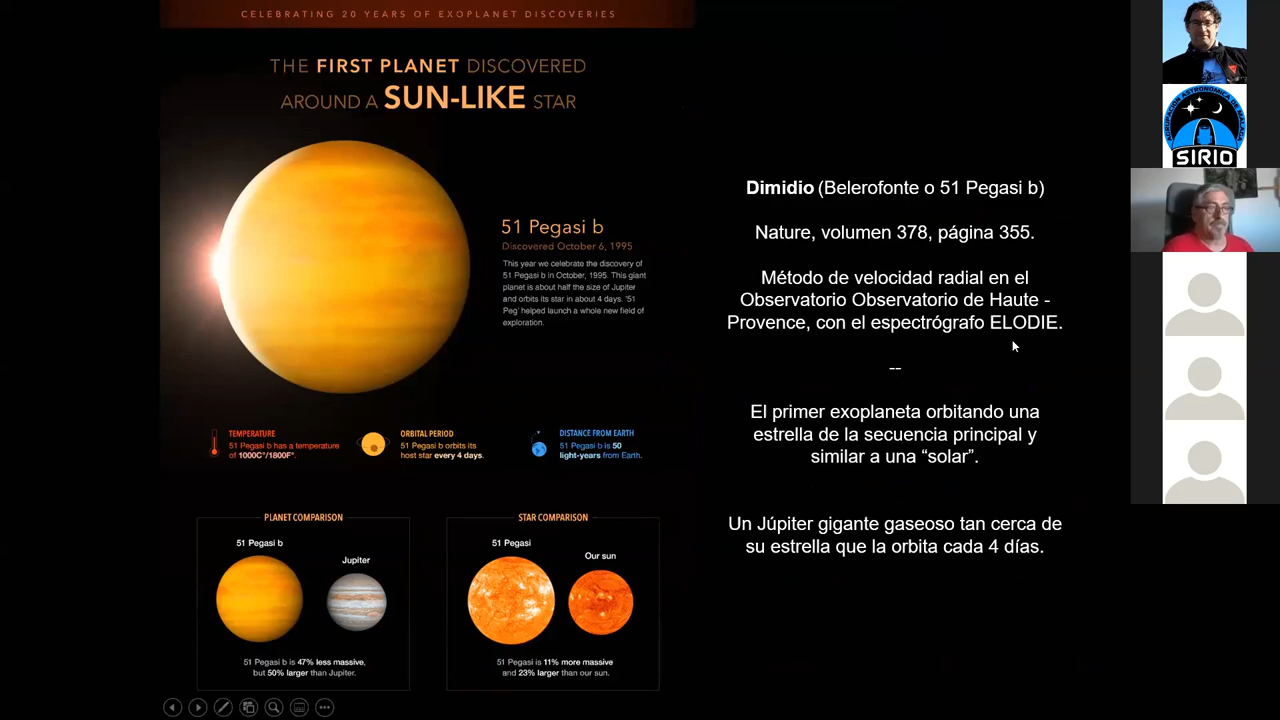 CELEBRATING 20 YEARS OF EXOPLANET DISCOVERIES
THE FIRST PLANET DISCOVERED
AROUND A SUN-LIKE STAR
51 Pegasi b
Discovered October 6, 1995
This year we celebrate the discovery of
51 Pegasi b in October, 1995. This giant
planet is about half the size of Jupiter
and orbits its star in about 4 days. '51
Peg' helped launch a whole new field of
exploration.
TEMPERATURE
51 Pegasi b has a temperature
of 1000C°/1800F°.
ORBITAL PERIOD
51 Pegasi b orbits its
host star every 4 days.
DISTANCE FROM EARTH
51 Pegasi b is 50
light-years from Earth.
PLANET COMPARISON
51 Pegasi b
Jupiter
51 Pegasi b is 47% less massive,
but 50% larger than Jupiter.
STAR COMPARISON
51 Pegasi
Our sun
51 Pegasi is 11% more massive
and 23% larger than our sun.
Dimidio (Belerofonte o 51 Pegasi b)
Nature, volumen 378, página 355.
Método de velocidad radial en el
Observatorio Observatorio de Haute -
Provence, con el espectrógrafo ELODIE.
--
El primer exoplaneta orbitando una
estrella de la secuencia principal y
similar a una “solar”.
Un Júpiter gigante gaseoso tan cerca de
su estrella que la orbita cada 4 días.
AGRUPACIÓN ASTRONÓMICA DE MÁLAGA
SIRIO